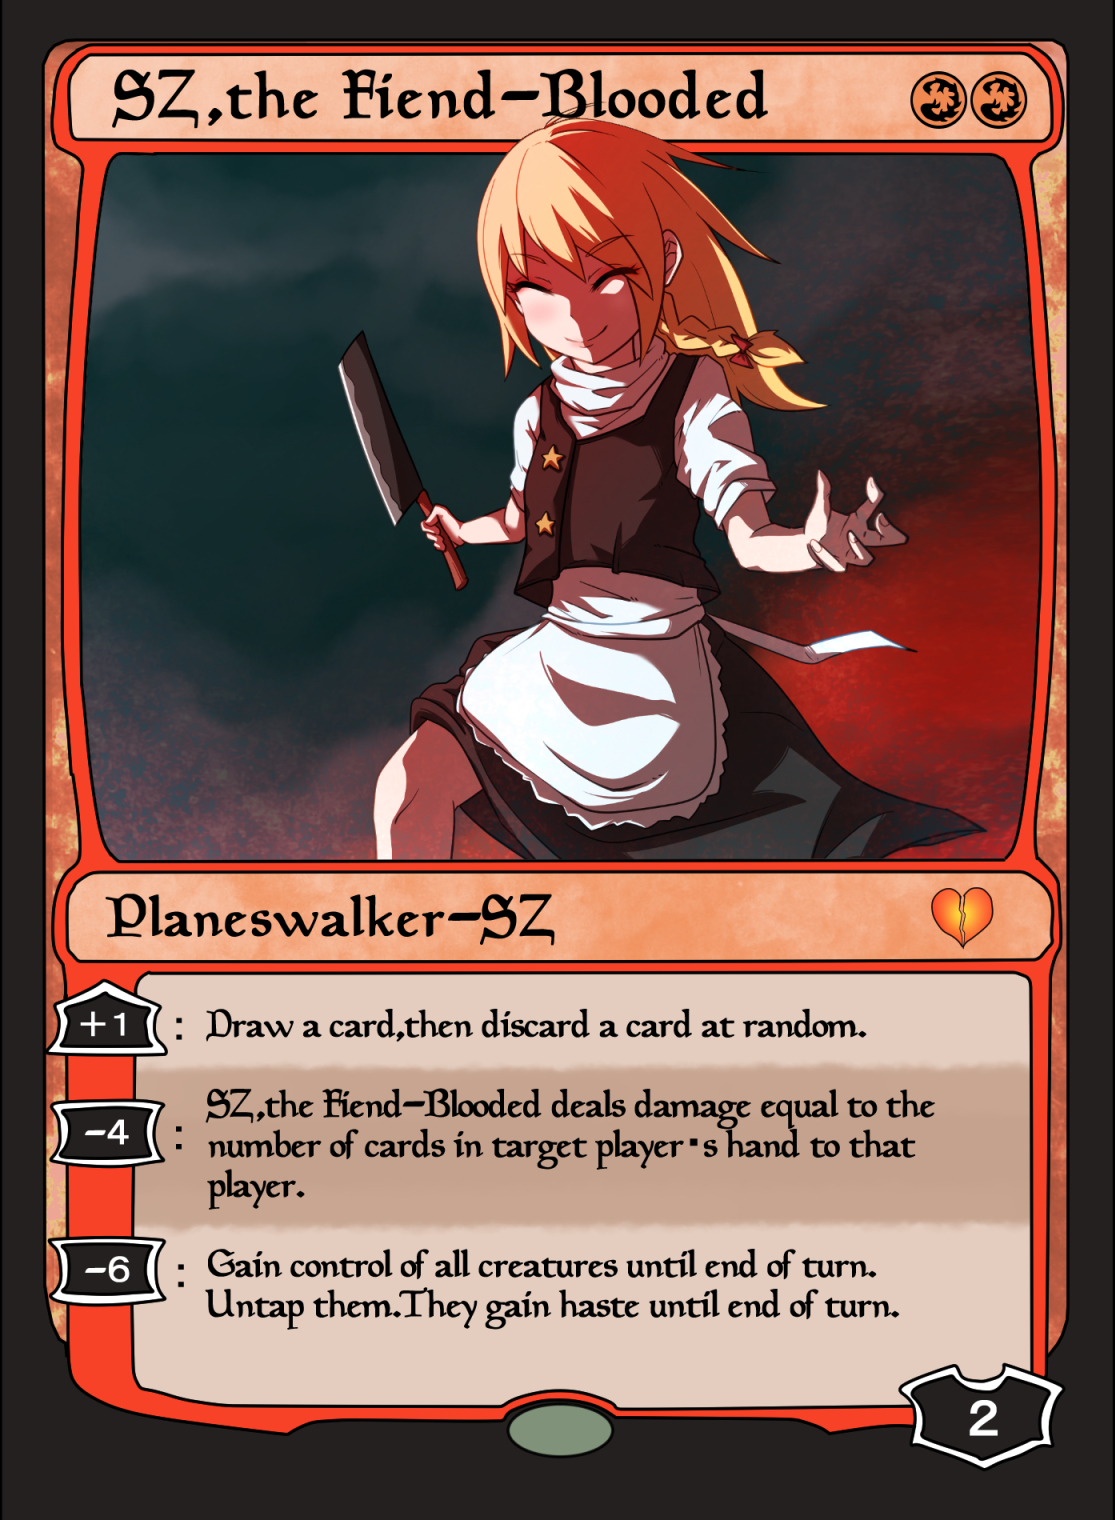 SZ,the Fiend-Blooded
Planeswalker-SZ
+1 : Draw a card,then discard a card at random.
-4 : SZ,the Fiend-Blooded deals damage equal to the
number of cards in target player's hand to that
player.
-6 : Gain control of all creatures until end of turn.
Untap them.They gain haste until end of turn.
2